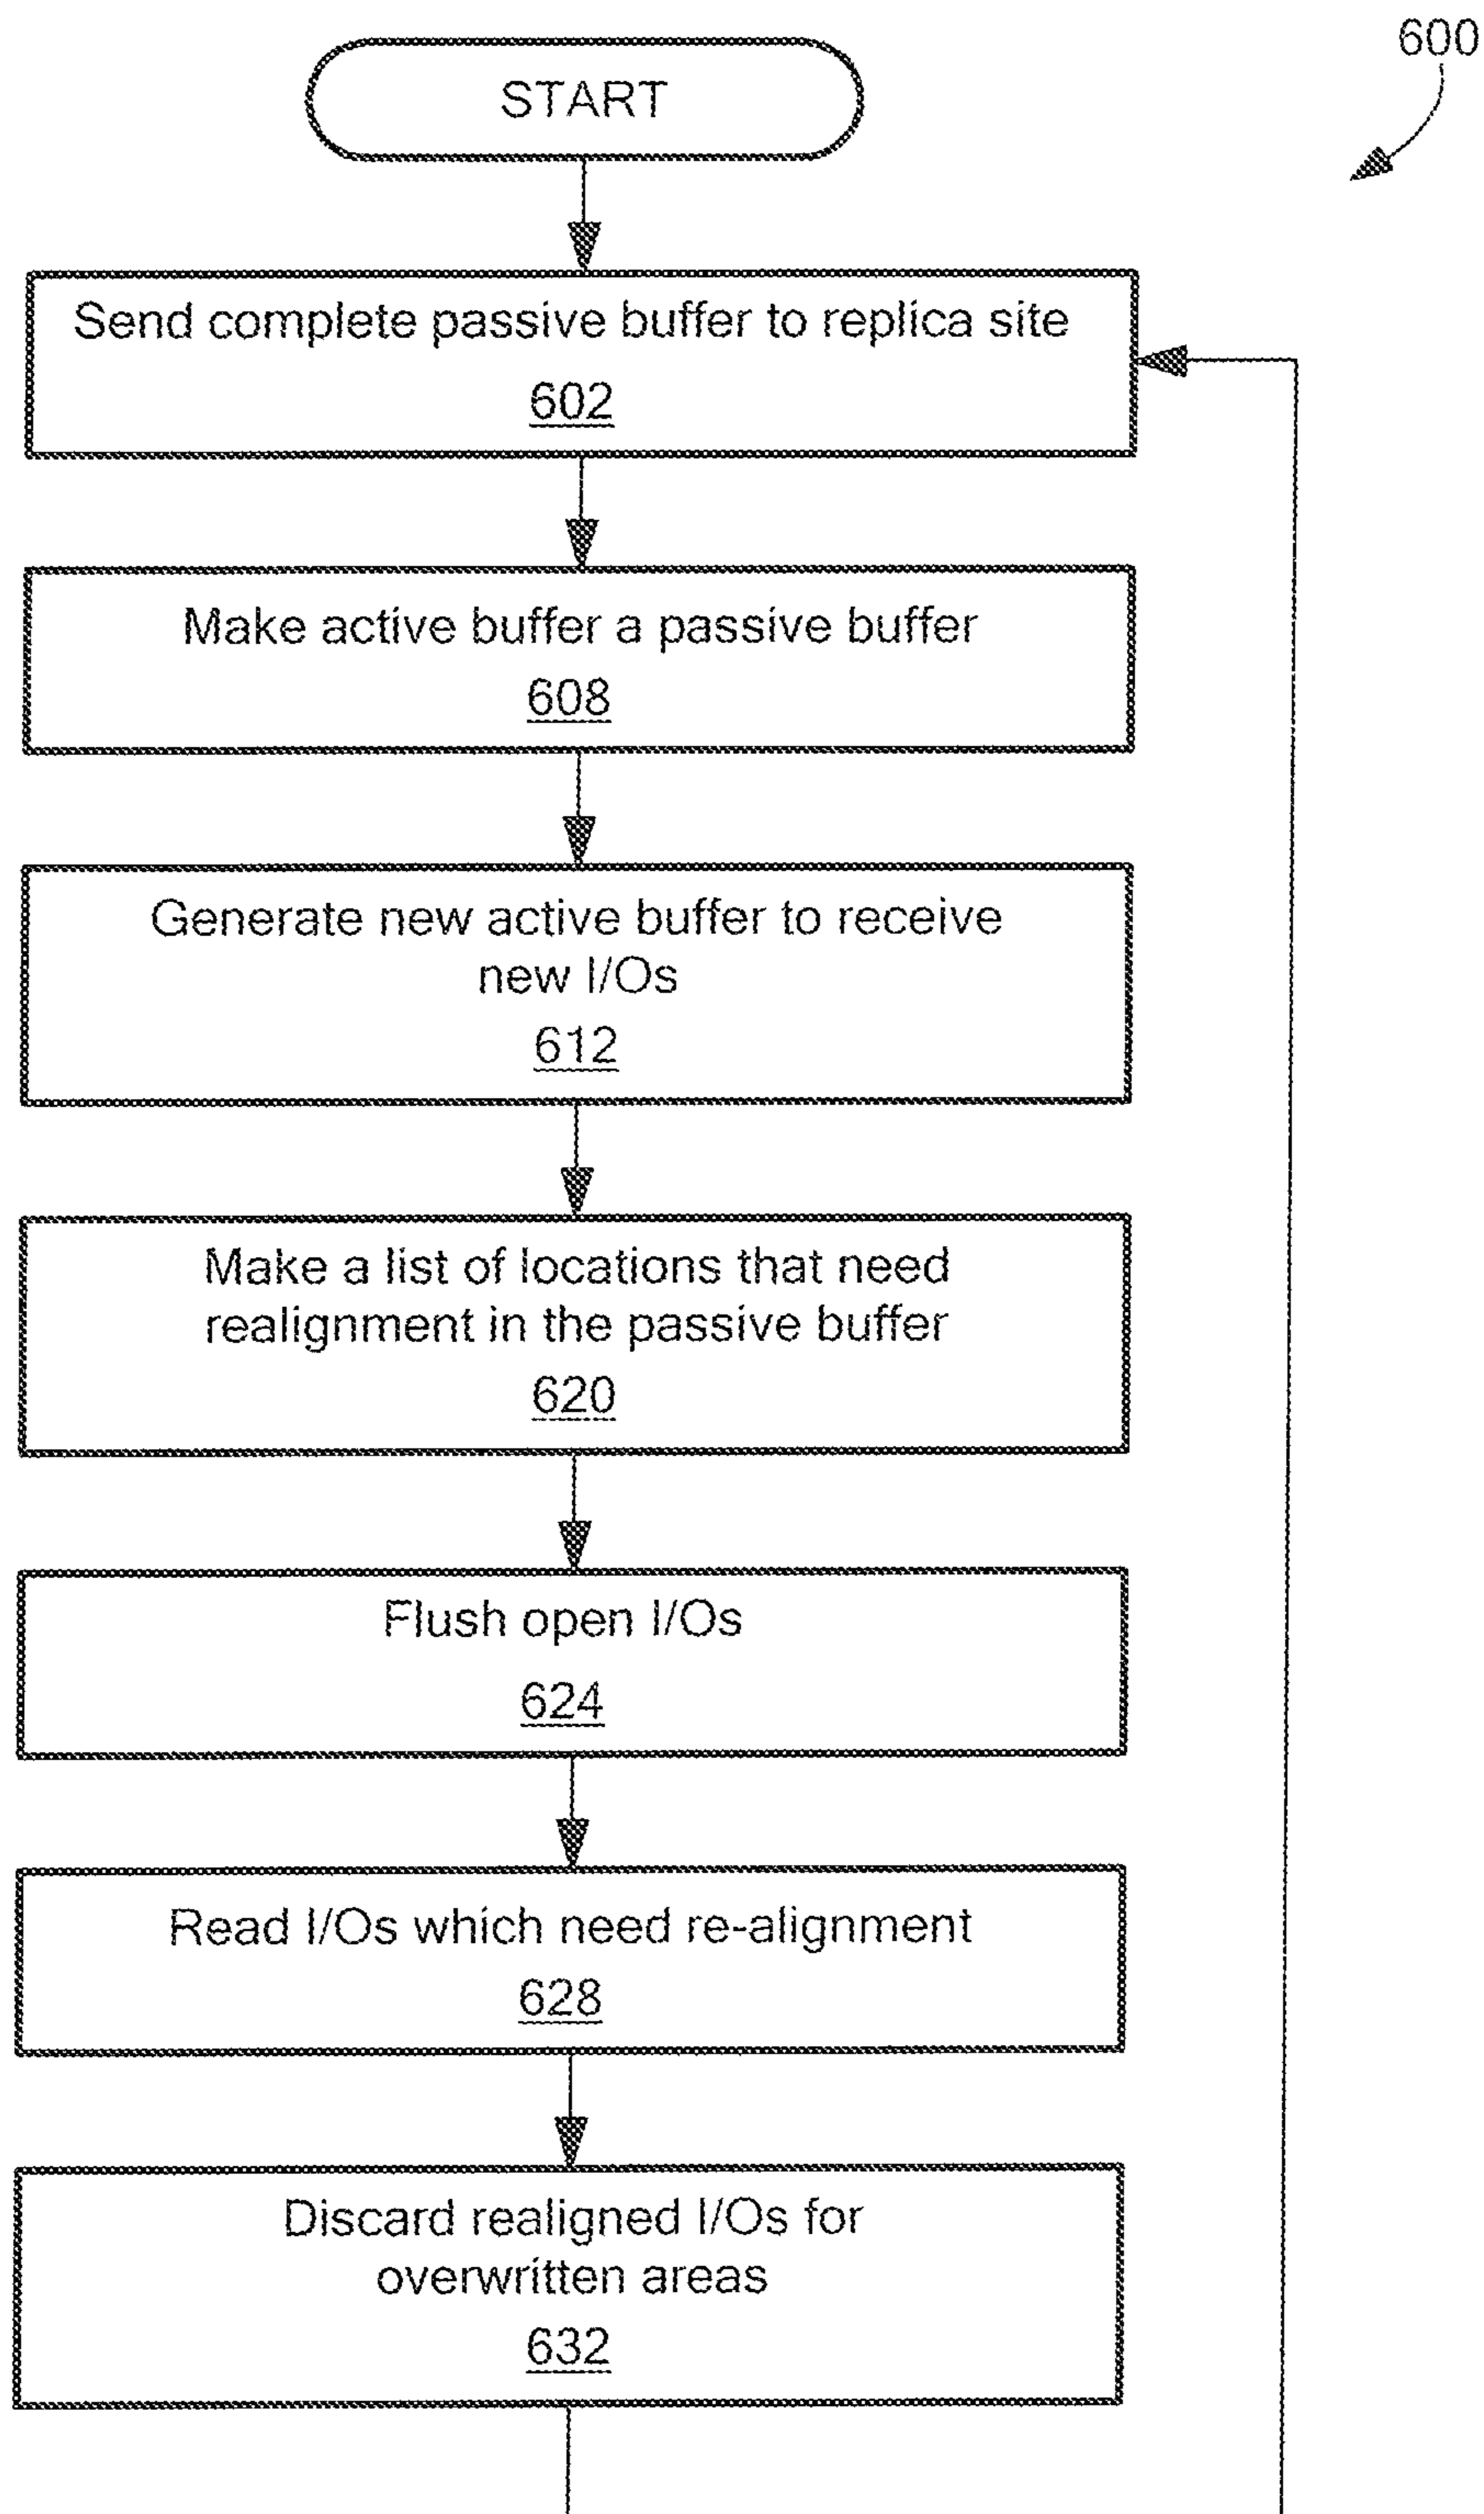 600
START
Send complete passive buffer to replica site
602
Make active buffer a passive buffer
608
Generate new active buffer to receive
new I/Os
612
Make a list of locations that need
realignment in the passive buffer
620
Flush open I/Os
624
Read I/Os which need re-alignment
628
Discard realigned I/Os for
overwritten areas
632